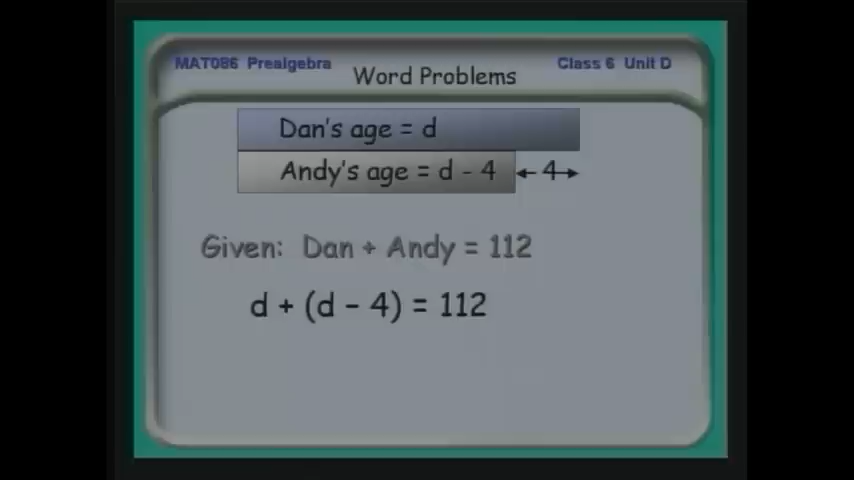 MAT086 Prealgebra
Word Problems
Class 6 Unit D
Dan's age = d
Andy's age = d - 4
4
Given: Dan + Andy = 112
d + (d - 4) = 112